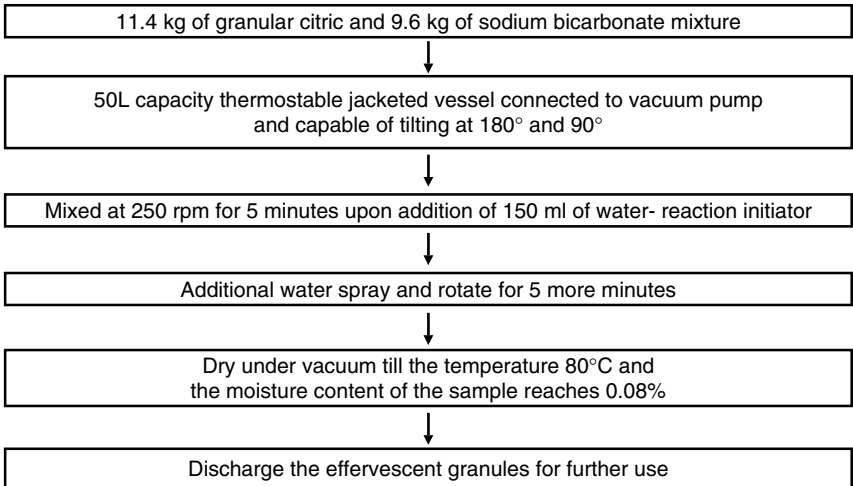 11.4 kg of granular citric and 9.6 kg of sodium bicarbonate mixture
50L capacity thermostable jacketed vessel connected to vacuum pump
and capable of tilting at 180° and 90°
Mixed at 250 rpm for 5 minutes upon addition of 150 ml of water- reaction initiator
Additional water spray and rotate for 5 more minutes
Dry under vacuum till the temperature 80°C and
the moisture content of the sample reaches 0.08%
Discharge the effervescent granules for further use